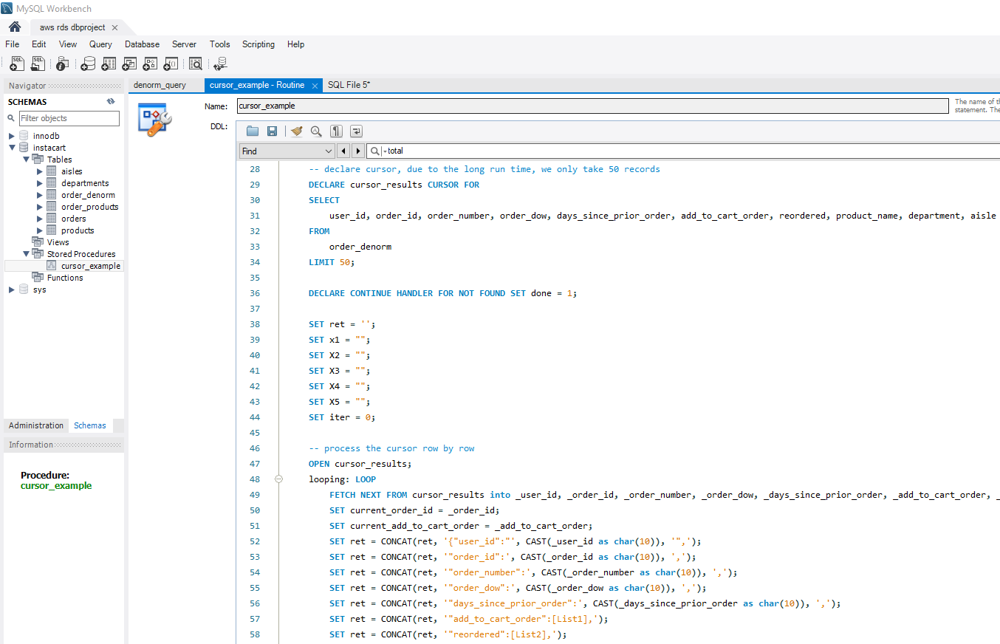 MySQL Workbench
aws rds dbproject
File Edit View Query Database Server Tools Scripting Help
Navigator
SCHEMAS
Filter objects
innodb
instacart
Tables
aisles
departments
order_denorm
order_products
orders
products
Views
Stored Procedures
cursor_example
Functions
sys
Administration Schemas
Information
Procedure:
cursor_example
denorm_query cursor_example - Routine SQL File 5*
Name: cursor_example
The name of th
statement. The
DDL:
Find total
28 -- declare cursor, due to the long run time, we only take 50 records
29 DECLARE cursor_results CURSOR FOR
30 SELECT
31 user_id, order_id, order_number, order_dow, days_since_prior_order, add_to_cart_order, reordered, product_name, department, aisle
32 FROM
33 order_denorm
34 LIMIT 50;
35
36 DECLARE CONTINUE HANDLER FOR NOT FOUND SET done = 1;
37
38 SET ret = '';
39 SET x1 = "";
40 SET X2 = "";
41 SET X3 = "";
42 SET X4 = "";
43 SET X5 = "";
44 SET iter = 0;
45
46 -- process the cursor row by row
47 OPEN cursor_results;
48 looping: LOOP
49 FETCH NEXT FROM cursor_results into _user_id, _order_id, _order_number, _order_dow, _days_since_prior_order, _add_to_cart_order, _
50 SET current_order_id = _order_id;
51 SET current_add_to_cart_order = _add_to_cart_order;
52 SET ret = CONCAT(ret, '{"user_id":"', CAST(_user_id as char(10)), '",');
53 SET ret = CONCAT(ret, '"order_id":', CAST(_order_id as char(10)), ',');
54 SET ret = CONCAT(ret, '"order_number":', CAST(_order_number as char(10)), ',');
55 SET ret = CONCAT(ret, '"order_dow":', CAST(_order_dow as char(10)), ',');
56 SET ret = CONCAT(ret, '"days_since_prior_order":', CAST(_days_since_prior_order as char(10)), ',');
57 SET ret = CONCAT(ret, '"add_to_cart_order":[List1],');
58 SET ret = CONCAT(ret, '"reordered":[List2],');